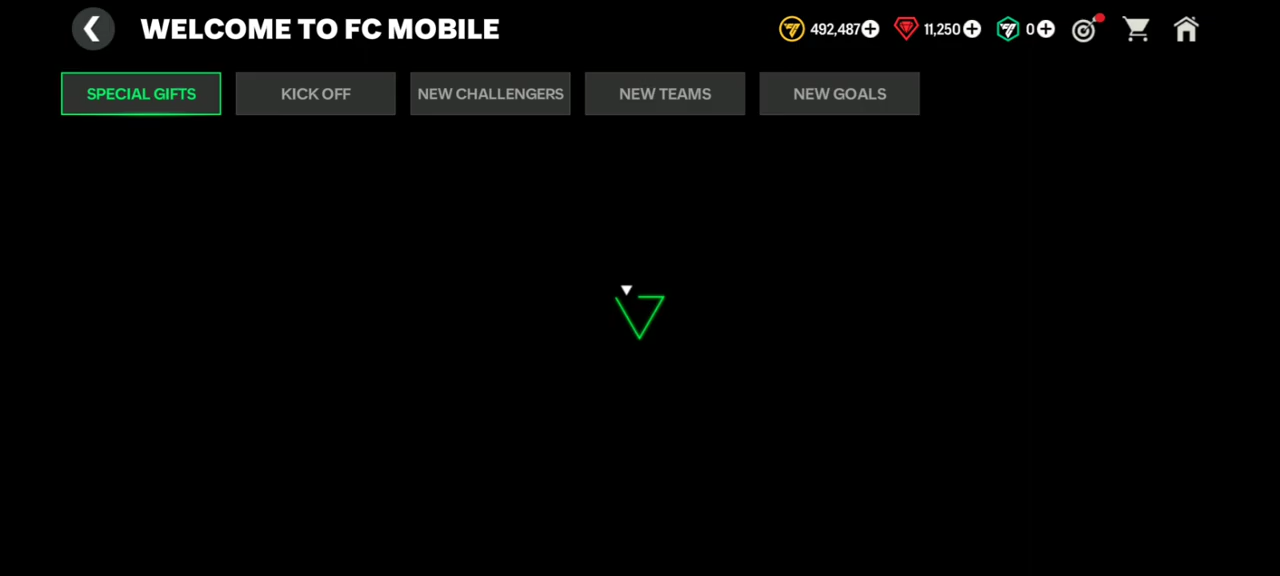 WELCOME TO FC MOBILE
492,487
11,250
0
SPECIAL GIFTS
KICK OFF
NEW CHALLENGERS
NEW TEAMS
NEW GOALS